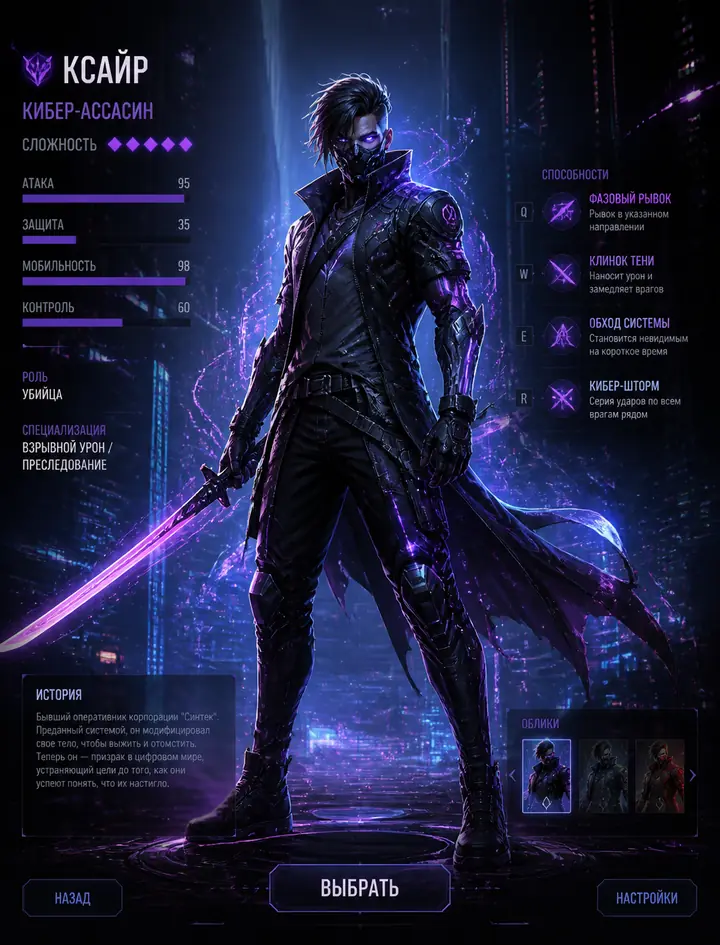 КСАЙР
КИБЕР-АССАСИН
СЛОЖНОСТЬ
АТАКА 95
ЗАЩИТА 35
МОБИЛЬНОСТЬ 98
КОНТРОЛЬ 60
РОЛЬ
УБИЙЦА
СПЕЦИАЛИЗАЦИЯ
ВЗРЫВНОЙ УРОН /
ПРЕСЛЕДОВАНИЕ
СПОСОБНОСТИ
Q
ФАЗОВЫЙ РЫВОК
Рывок в указанном
направлении
W
КЛИНОК ТЕНИ
Наносит урон и
замедляет врагов
E
ОБХОД СИСТЕМЫ
Становится невидимым
на короткое время
R
КИБЕР-ШТОРМ
Серия ударов по всем
врагам рядом
ИСТОРИЯ
Бывший оперативник корпорации "Синтек".
Преданный системой, он модифицировал
свое тело, чтобы выжить и отомстить.
Теперь он — призрак в цифровом мире,
устраняющий цели до того, как они
успеют понять, что их настигло.
ОБЛИКИ
НАЗАД
ВЫБРАТЬ
НАСТРОЙКИ